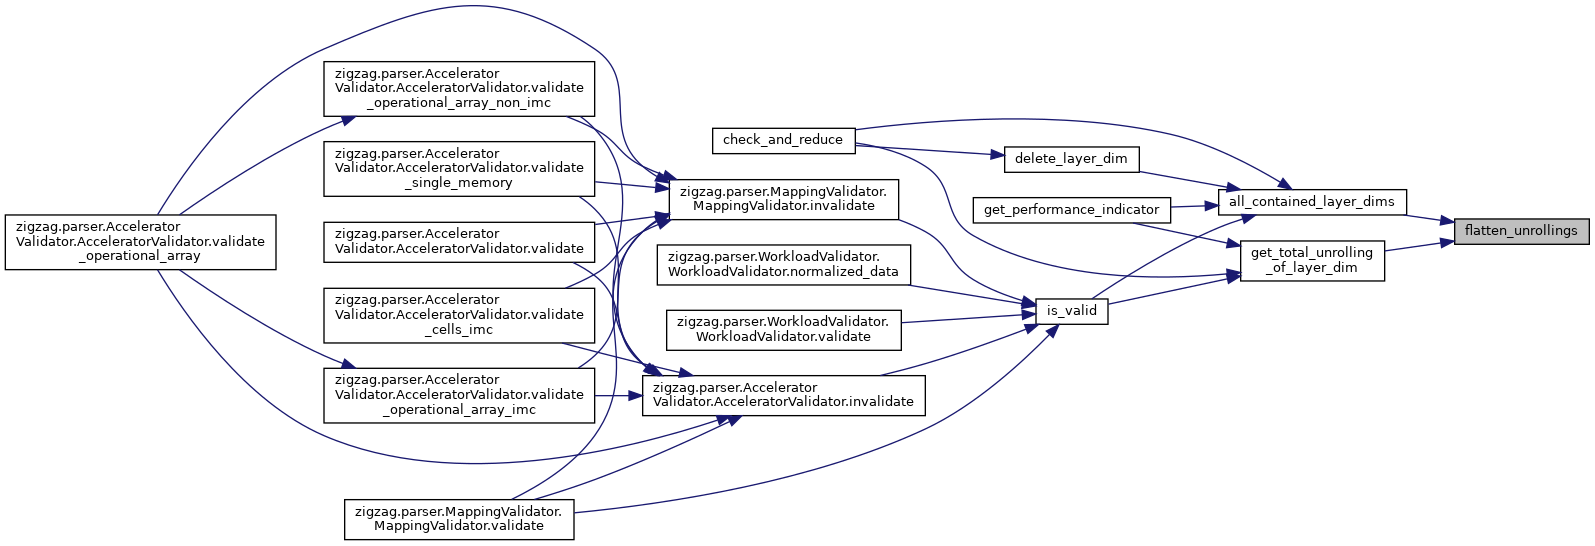 zigzag.parser.Accelerator
Validator.AcceleratorValidator.validate
_operational_array
zigzag.parser.Accelerator
Validator.AcceleratorValidator.validate
_operational_array_non_imc
zigzag.parser.Accelerator
Validator.AcceleratorValidator.validate
_single_memory
zigzag.parser.Accelerator
Validator.AcceleratorValidator.validate
zigzag.parser.Accelerator
Validator.AcceleratorValidator.validate
_cells_imc
zigzag.parser.Accelerator
Validator.AcceleratorValidator.validate
_operational_array_imc
zigzag.parser.MappingValidator.
MappingValidator.validate
zigzag.parser.MappingValidator.
MappingValidator.invalidate
zigzag.parser.WorkloadValidator.
WorkloadValidator.normalized_data
zigzag.parser.WorkloadValidator.
WorkloadValidator.validate
zigzag.parser.Accelerator
Validator.AcceleratorValidator.invalidate
check_and_reduce
delete_layer_dim
get_performance_indicator
is_valid
all_contained_layer_dims
get_total_unrolling
_of_layer_dim
flatten_unrollings